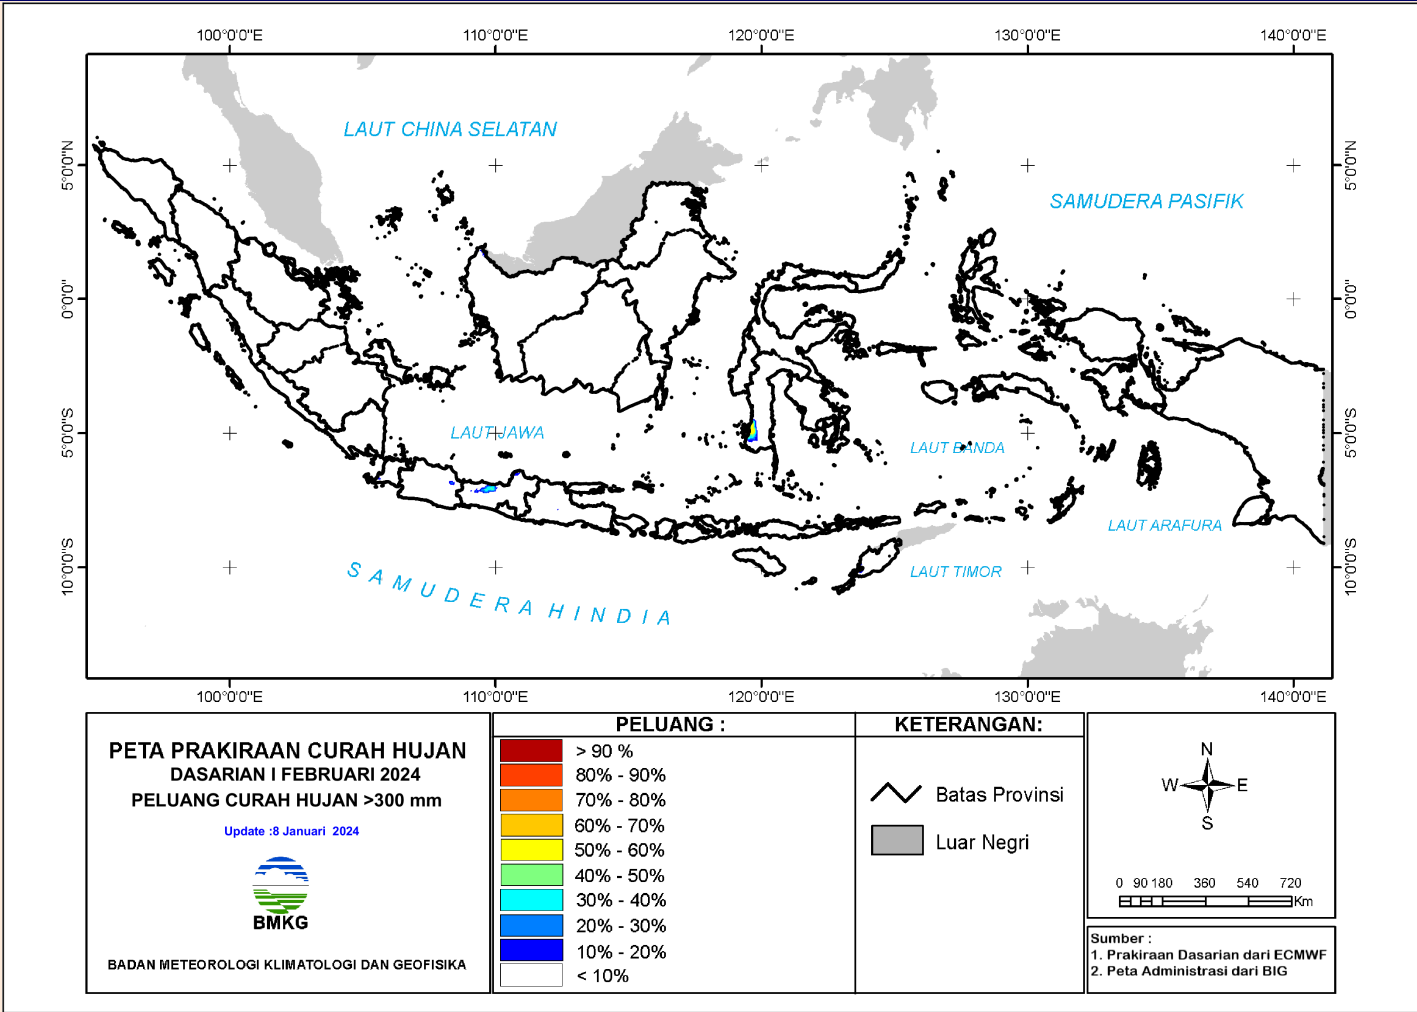 100°0'0"E 110°0'0"E 120°0'0"E 130°0'0"E 140°0'0"E
5°0'0"N 5°0'0"N
0°0'0" 0°0'0"
5°0'0"S 5°0'0"S
10°0'0"S 10°0'0"S
LAUT CHINA SELATAN
SAMUDERA PASIFIK
LAUT JAWA
LAUT BANDA
LAUT ARAFURA
LAUT TIMOR
SAMUDERA HINDIA
100°0'0"E 110°0'0"E 120°0'0"E 130°0'0"E 140°0'0"E
PETA PRAKIRAAN CURAH HUJAN
DASARIAN I FEBRUARI 2024
PELUANG CURAH HUJAN >300 mm
Update :8 Januari 2024
BMKG
BADAN METEOROLOGI KLIMATOLOGI DAN GEOFISIKA
PELUANG :
> 90 %
80% - 90%
70% - 80%
60% - 70%
50% - 60%
40% - 50%
30% - 40%
20% - 30%
10% - 20%
< 10%
KETERANGAN:
Batas Provinsi
Luar Negri
N
W E
S
0 90 180 360 540 720
Km
Sumber :
1. Prakiraan Dasarian dari ECMWF
2. Peta Administrasi dari BIG